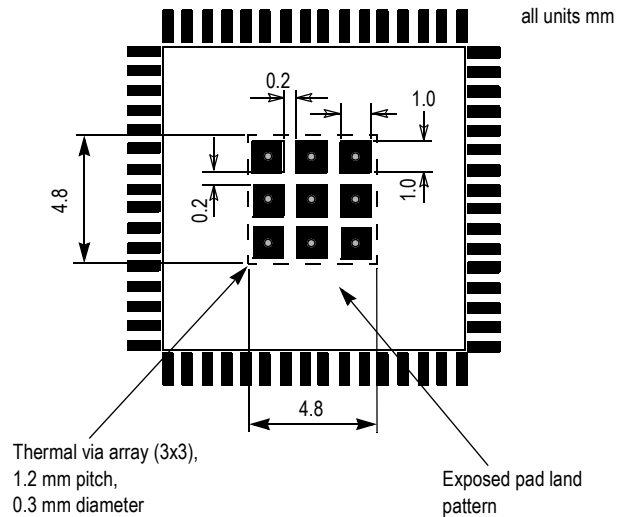 all units mm
0.2
1.0
4.8
0.2
1.0
4.8
Thermal via array (3x3),
1.2 mm pitch,
0.3 mm diameter
Exposed pad land
pattern